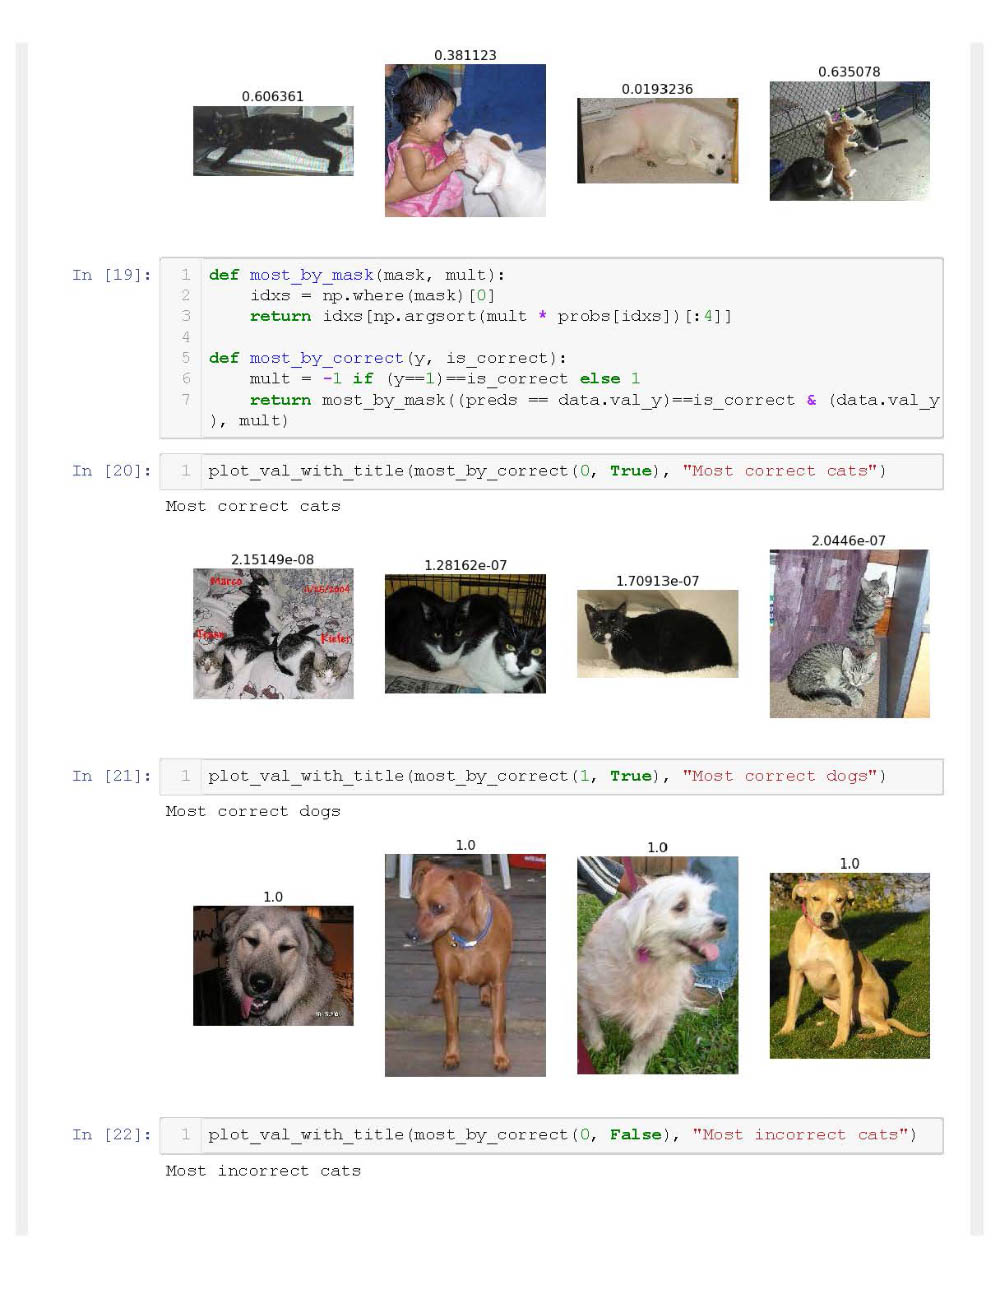 0.606361
0.381123
0.0193236
0.635078
In [19]:
1 def most_by_mask(mask, mult):
2     idxs = np.where(mask)[0]
3     return idxs[np.argsort(mult * probs[idxs])[:4]]
4
5 def most_by_correct(y, is_correct):
6     mult = -1 if (y==1)==is_correct else 1
7     return most_by_mask((preds == data.val_y)==is_correct & (data.val_y
), mult)
In [20]:
1 plot_val_with_title(most_by_correct(0, True), "Most correct cats")
Most correct cats
2.15149e-08
1.28162e-07
1.70913e-07
2.0446e-07
Marco
11/25/2004
Kiefen
In [21]:
1 plot_val_with_title(most_by_correct(1, True), "Most correct dogs")
Most correct dogs
1.0
1.0
1.0
1.0
In [22]:
1 plot_val_with_title(most_by_correct(0, False), "Most incorrect cats")
Most incorrect cats